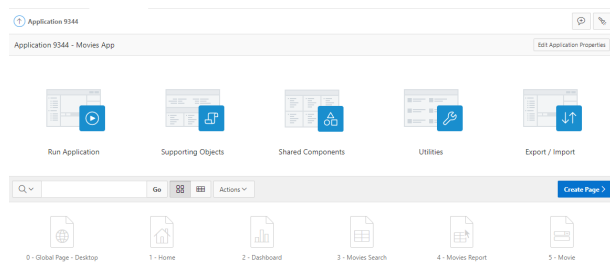 Application 9344
Application 9344 - Movies App
Edit Application Properties
Run Application
Supporting Objects
Shared Components
Utilities
Export / Import
Go
Actions
Create Page >
0 - Global Page - Desktop
1 - Home
2 - Dashboard
3 - Movies Search
4 - Movies Report
5 - Movie